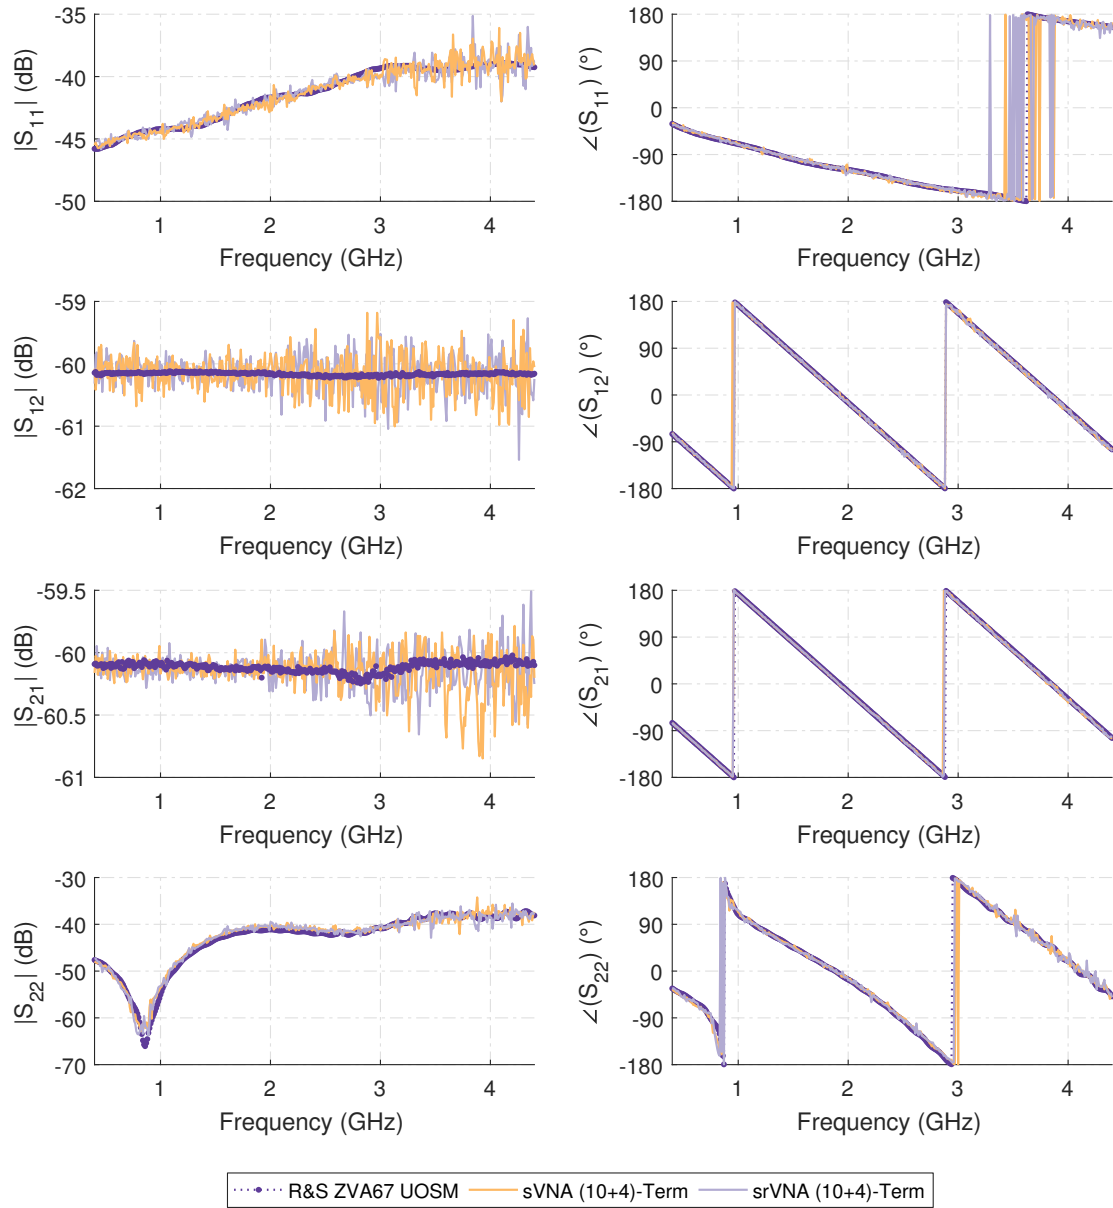 -35
-40
-45
-50
|S11| (dB)
1 2 3 4
Frequency (GHz)
180
90
0
-90
-180
∠(S11) (°)
1 2 3 4
Frequency (GHz)
-59
-60
-61
-62
|S12| (dB)
1 2 3 4
Frequency (GHz)
180
90
0
-90
-180
∠(S12) (°)
1 2 3 4
Frequency (GHz)
-59.5
-60
-60.5
-61
|S21| (dB)
1 2 3 4
Frequency (GHz)
180
90
0
-90
-180
∠(S21) (°)
1 2 3 4
Frequency (GHz)
-30
-40
-50
-60
-70
|S22| (dB)
1 2 3 4
Frequency (GHz)
180
90
0
-90
-180
∠(S22) (°)
1 2 3 4
Frequency (GHz)
R&S ZVA67 UOSM sVNA (10+4)-Term srVNA (10+4)-Term